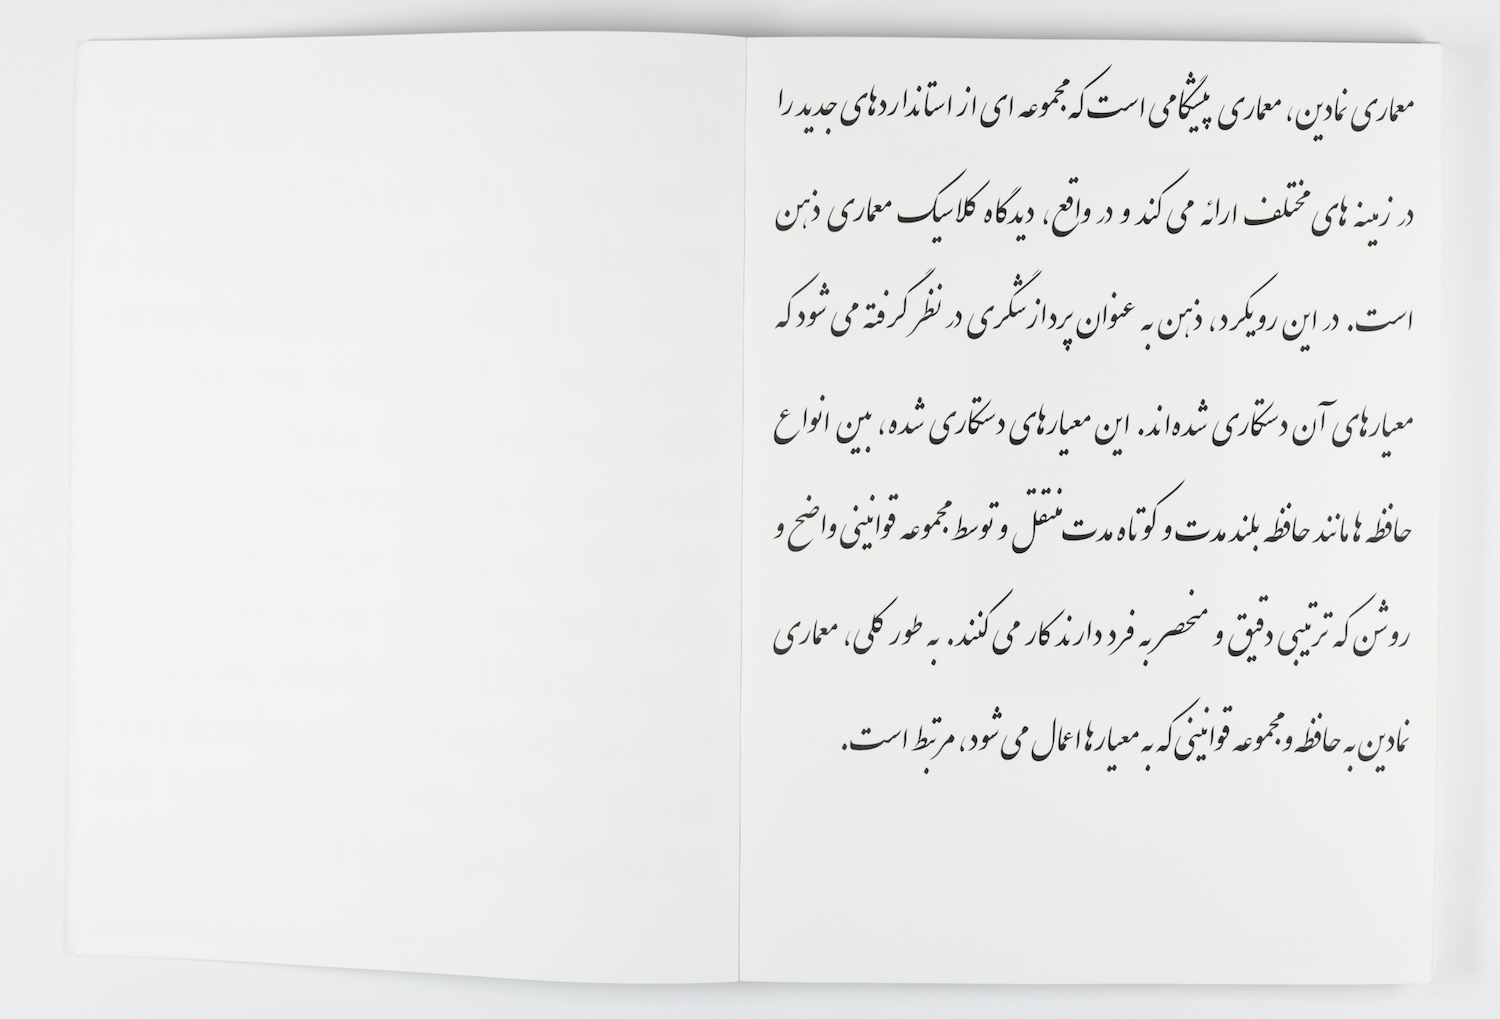 معماری نمادین، معماری پیشگامی است که مجموعه ای از استانداردهای جدید را
در زمینه های مختلف ارائه می کند و در واقع، دیدگاه کلاسیک معماری ذهن
است. در این رویکرد، ذهن به عنوان پردازشگری در نظر گرفته می شود که
معیارهای آن دستکاری شده‌اند. این معیارهای دستکاری شده، بین انواع
حافظه ها مانند حافظه بلند مدت و کوتاه مدت منتقل و توسط مجموعه قوانینی واضح و
روشن که ترتیبی دقیق و منحصر به فرد دارند کار می کنند. به طور کلی، معماری
نمادین به حافظه و مجموعه قوانینی که به معیارها اعمال می شود، مرتبط است.